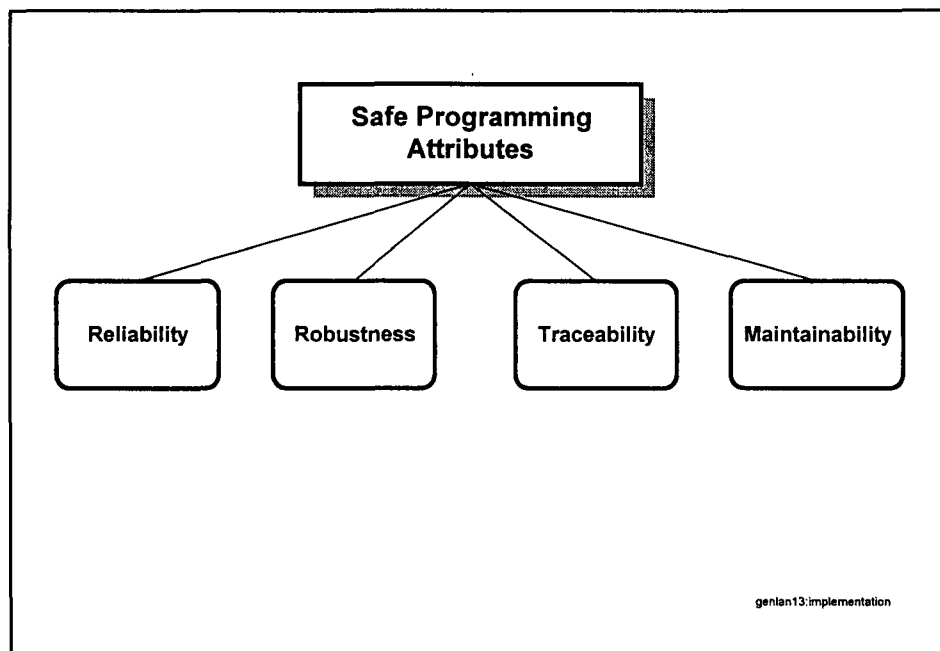 Safe Programming
Attributes
Reliability
Robustness
Traceability
Maintainability
genlan13:implementation